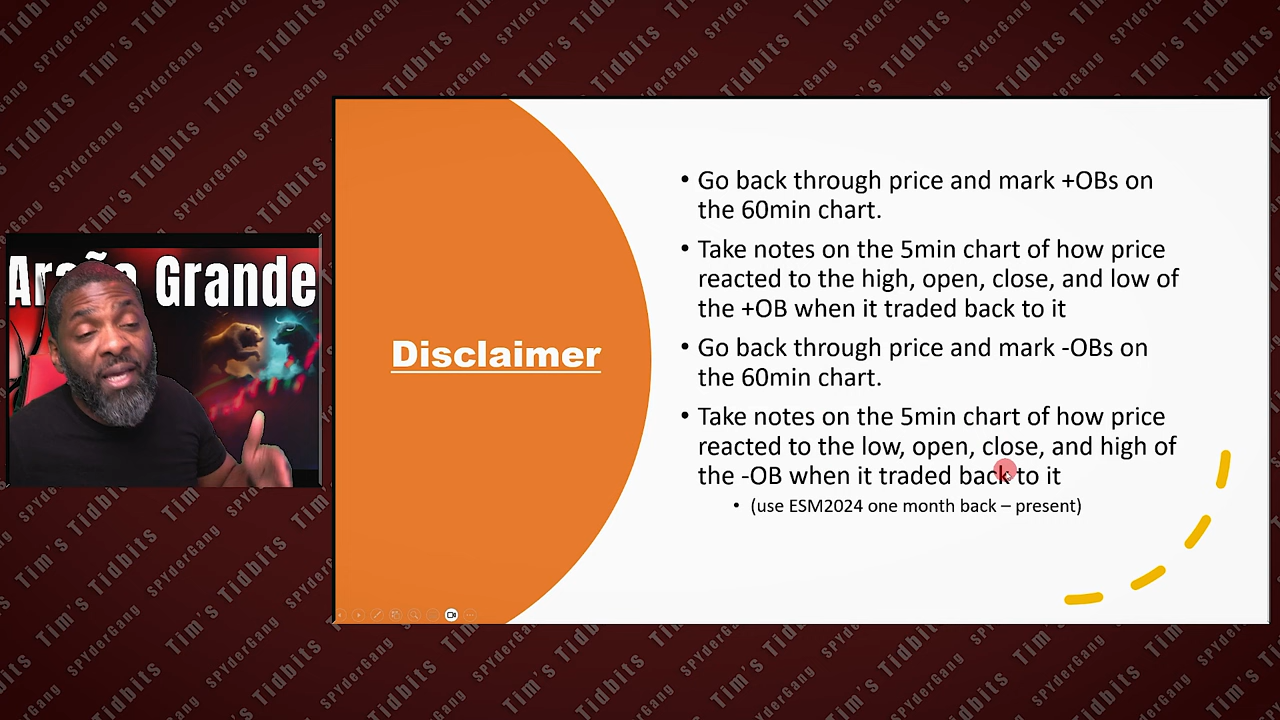 Araña Grande
Disclaimer
• Go back through price and mark +OBs on
the 60min chart.
• Take notes on the 5min chart of how price
reacted to the high, open, close, and low of
the +OB when it traded back to it
• Go back through price and mark -OBs on
the 60min chart.
• Take notes on the 5min chart of how price
reacted to the low, open, close, and high of
the -OB when it traded back to it
• (use ESM2024 one month back – present)
Tim's Tidbits
SPYderGang